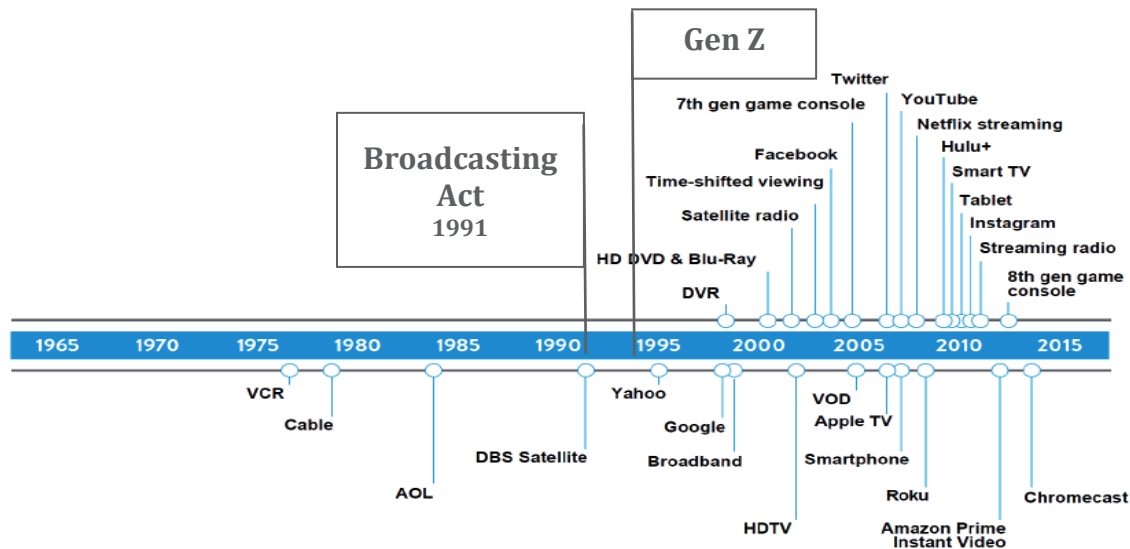 Gen Z
Twitter
7th gen game console
YouTube
Netflix streaming
Broadcasting
Act
1991
Facebook
Hulu+
Time-shifted viewing
Smart TV
Tablet
Satellite radio
Instagram
Streaming radio
HD DVD & Blu-Ray
8th gen game
console
DVR
1965 1970 1975 1980 1985 1990 1995 2000 2005 2010 2015
VCR
Yahoo
VOD
Cable
Apple TV
Google
DBS Satellite
Broadband
Smartphone
AOL
Roku
Chromecast
HDTV
Amazon Prime
Instant Video